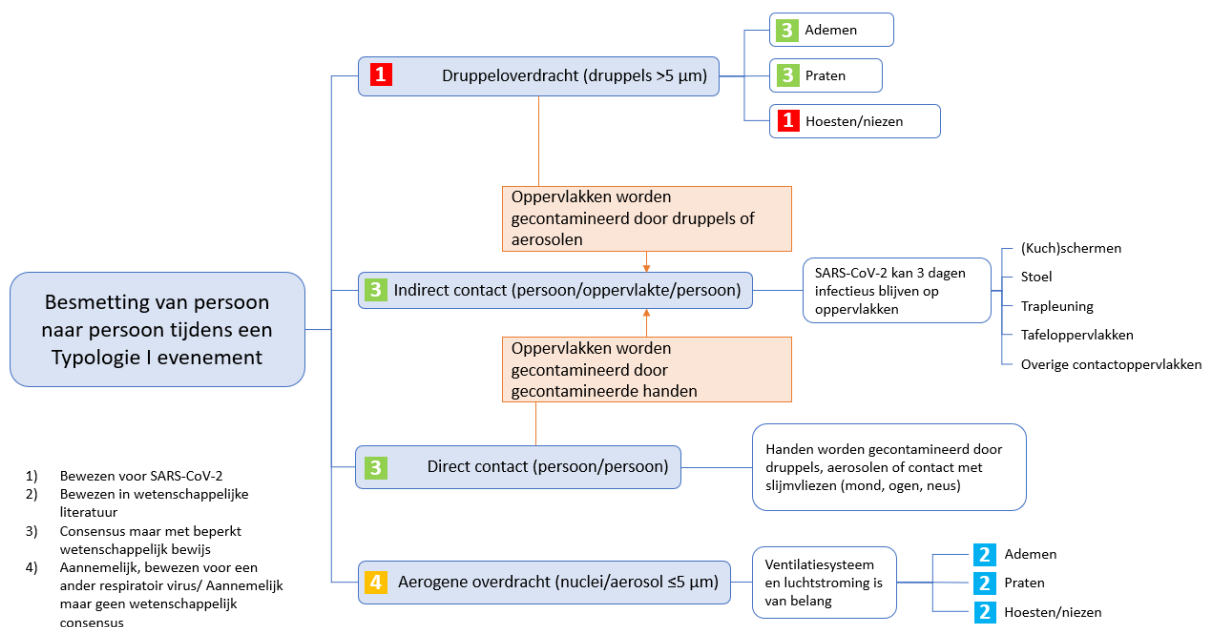 3 Ademen
1 Druppeloverdracht (druppels >5 µm)
3 Praten
1 Hoesten/niezen
Oppervlakken worden
gecontamineerd door druppels of
aerosolen
Besmetting van persoon
naar persoon tijdens een
Typologie I evenement
3 Indirect contact (persoon/oppervlakte/persoon)
SARS-CoV-2 kan 3 dagen
infectieus blijven op
oppervlakken
(Kuch)schermen
Stoel
Trapleuning
Tafeloppervlakken
Overige contactoppervlakken
Oppervlakken worden
gecontamineerd door
gecontamineerde handen
3 Direct contact (persoon/persoon)
Handen worden gecontamineerd door
druppels, aerosolen of contact met
slijmvliezen (mond, ogen, neus)
4 Aerogene overdracht (nuclei/aerosol ≤5 µm)
Ventilatiesysteem
en luchtstroming is
van belang
2 Ademen
2 Praten
2 Hoesten/niezen
1) Bewezen voor SARS-CoV-2
2) Bewezen in wetenschappelijke
literatuur
3) Consensus maar met beperkt
wetenschappelijk bewijs
4) Aannemelijk, bewezen voor een
ander respiratoir virus/ Aannemelijk
maar geen wetenschappelijk
consensus